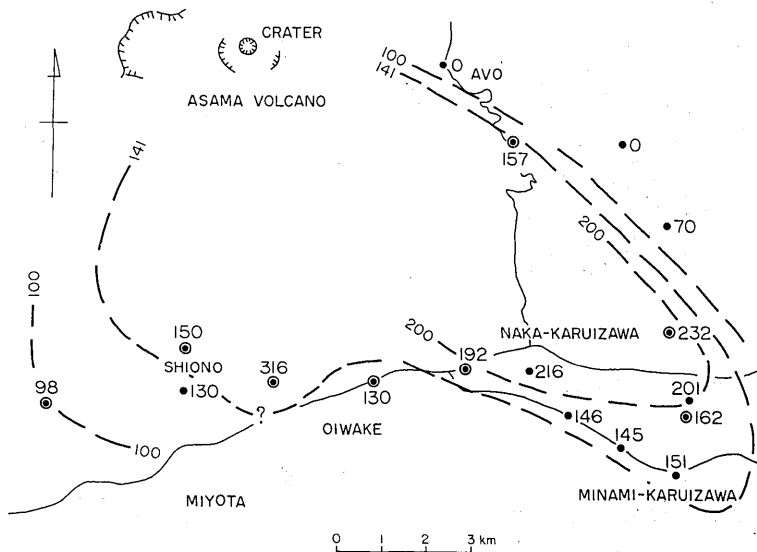 CRATER
ASAMA VOLCANO
100
141
0
AVO
157
0
141
70
200
100
150
200
NAKA-KARUIZAWA
232
SHIONO
316
192
216
98
130
130
201
162
?
146
OIWAKE
100
145
151
MIYOTA
MINAMI-KARUIZAWA
0 1 2 3 km